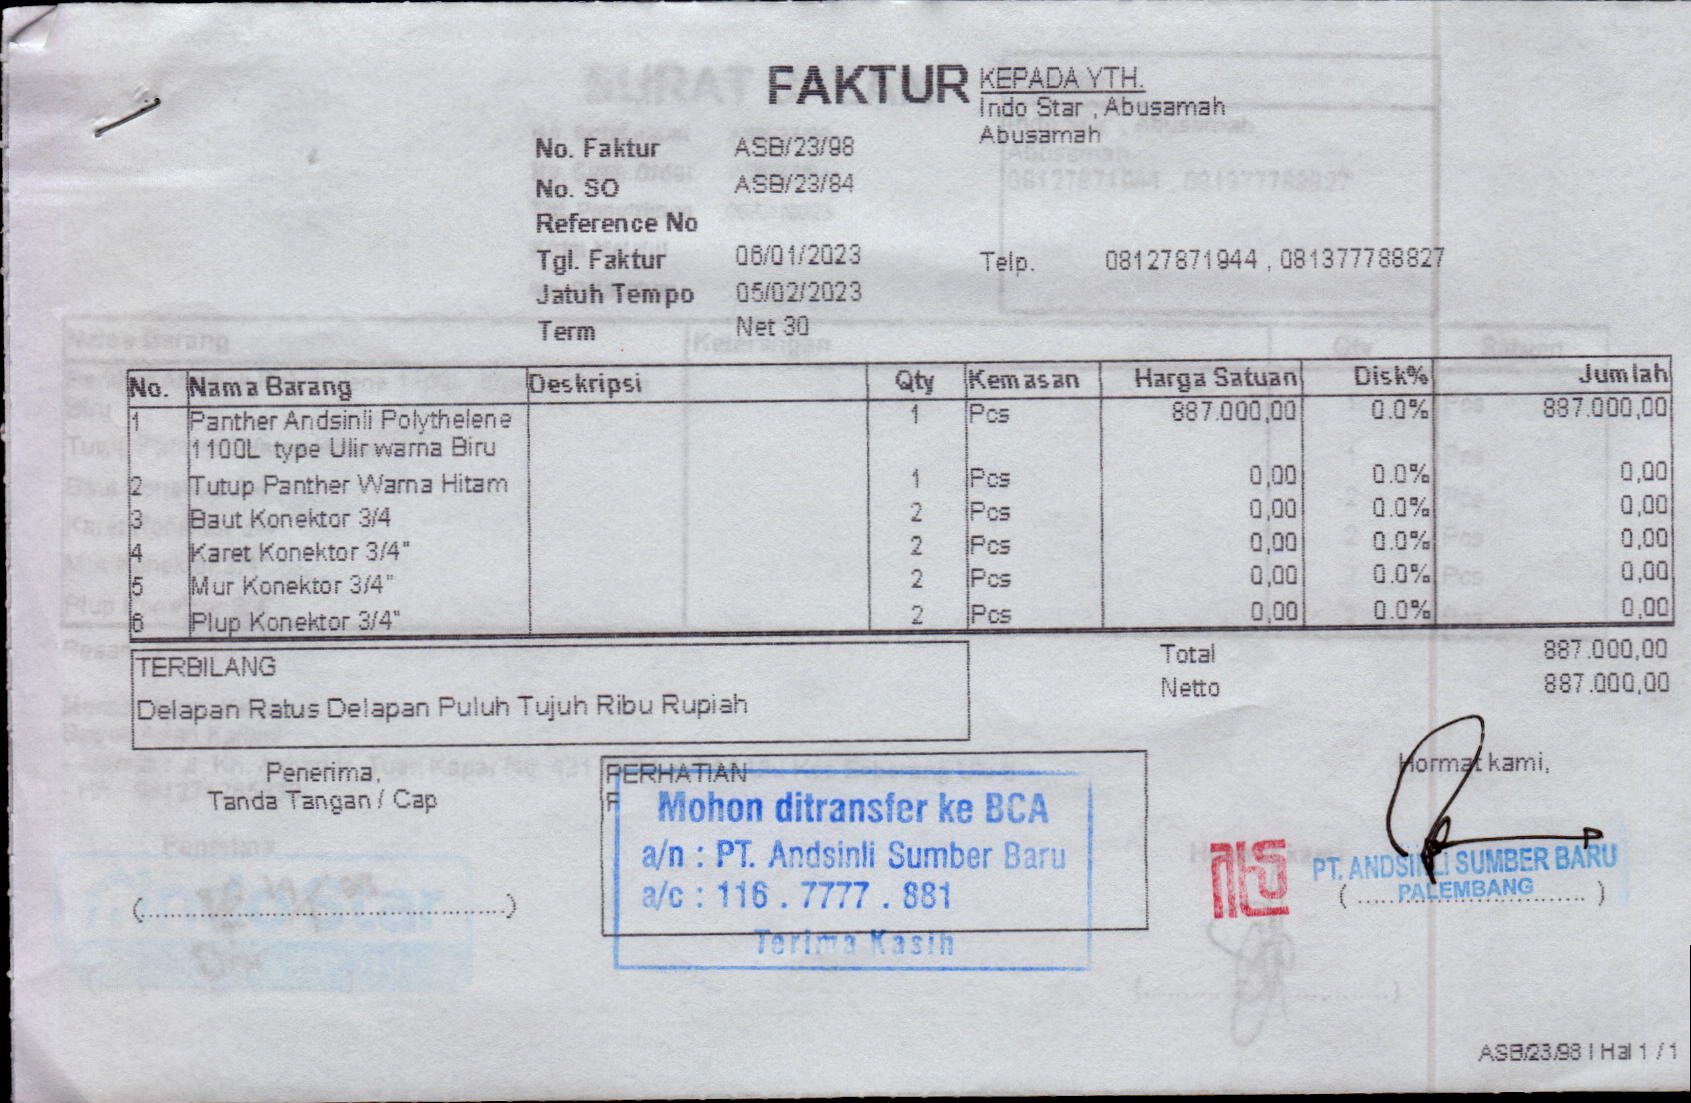 FAKTUR
KEPADA YTH.
Indo Star , Abusamah
Abusamah
No. Faktur ASB/23/98
No. SO ASB/23/84
Reference No
Tgl. Faktur 06/01/2023
Telp. 08127871944 , 081377788827
Jatuh Tempo 05/02/2023
Term Net 30
No. Nama Barang Deskripsi Qty Kemasan Harga Satuan Disk% Jumlah
1 Panther Andsinli Polythelene 1 Pcs 887.000,00 0.0% 887.000,00
1100L type Ulir warna Biru
2 Tutup Panther Warna Hitam 1 Pcs 0,00 0.0% 0,00
3 Baut Konektor 3/4 2 Pcs 0,00 0.0% 0,00
4 Karet Konektor 3/4" 2 Pcs 0,00 0.0% 0,00
5 Mur Konektor 3/4" 2 Pcs 0,00 0.0% 0,00
6 Plup Konektor 3/4" 2 Pcs 0,00 0.0% 0,00
Total 887.000,00
Netto 887.000,00
TERBILANG
Delapan Ratus Delapan Puluh Tujuh Ribu Rupiah
Penerima,
Tanda Tangan / Cap
(........................................)
PERHATIAN
Mohon ditransfer ke BCA
a/n : PT. Andsinli Sumber Baru
a/c : 116 . 7777 . 881
Terima Kasih
Hormat kami,
PT. ANDSINLI SUMBER BARU
PALEMBANG
( .............................. )
ASB/23/98 | Hal 1 / 1